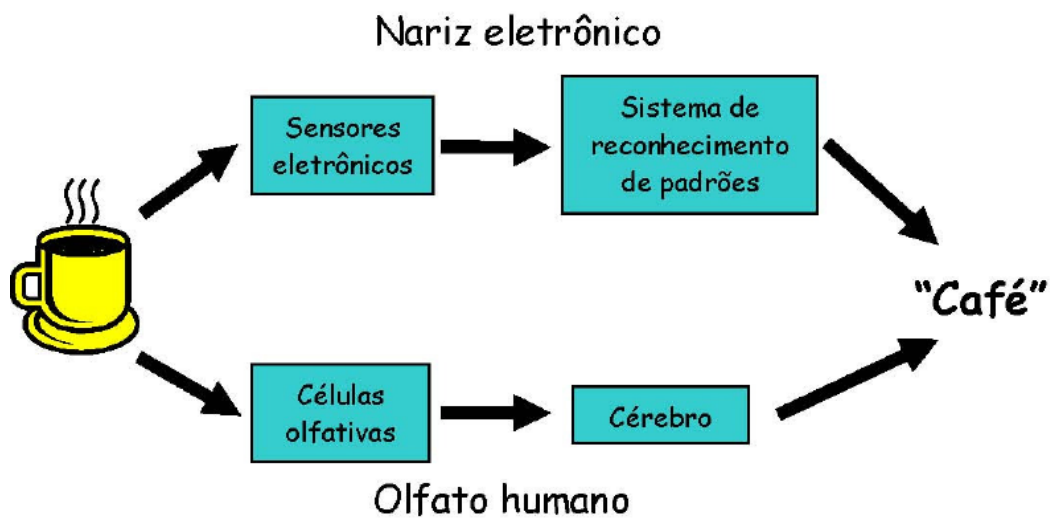 Nariz eletrônico
Sensores
eletrônicos
Sistema de
reconhecimento
de padrões
“Café”
Células
olfativas
Cérebro
Olfato humano